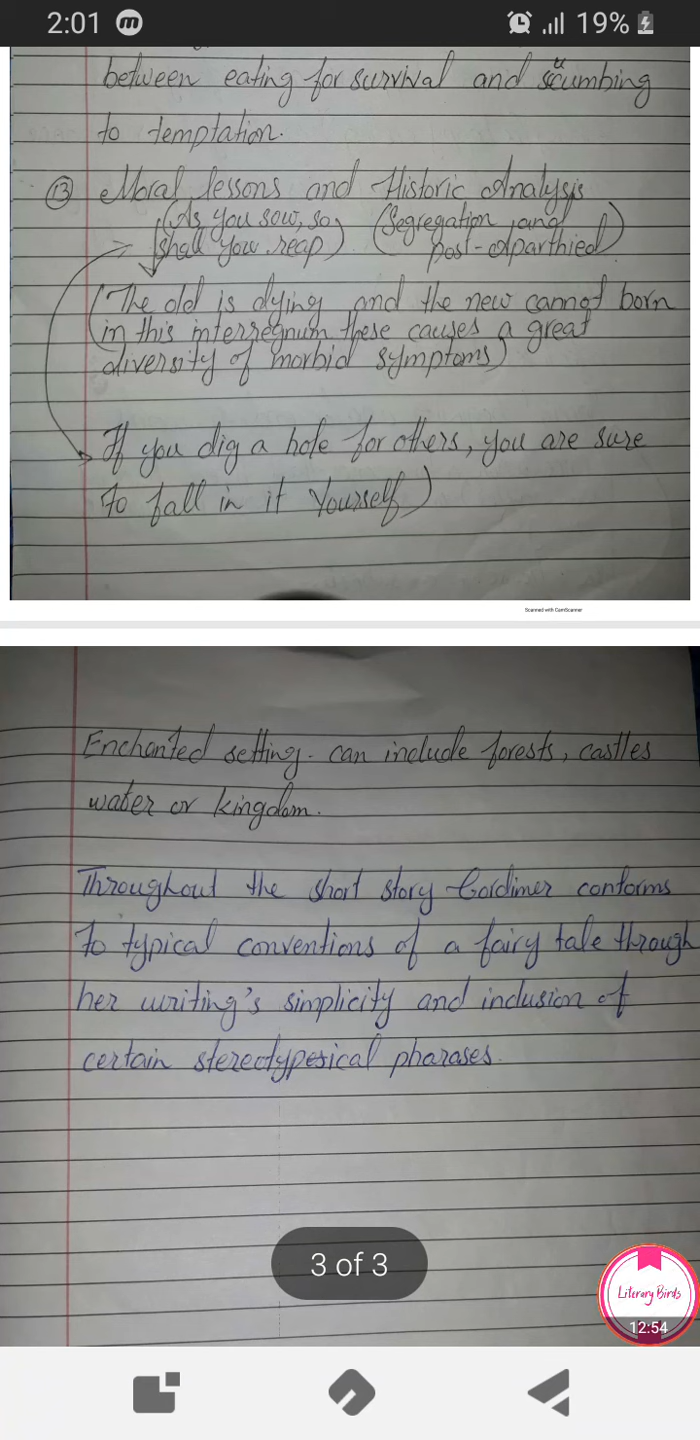 2:01 m 19%
between eating for survival and scumbing
to temptation.
13 Moral lessons and Historic Analysis
(As you sow, so (Segregation and
shall you reap) post-Aparthied)
(The old is dying and the new cannot born
in this interregnum these causes a great
diversity of morbid symptoms)
If you dig a hole for others, you are sure
to fall in it Yourself)
Scanned with CamScanner
Enchanted setting. can include forests, castles
water or kingdom.
Throughout the short story Gordimer conforms
to typical conventions of a fairy tale through
her writing's simplicity and inclusion of
certain stereotypesical pharases.
3 of 3
Literary Birds
12:54